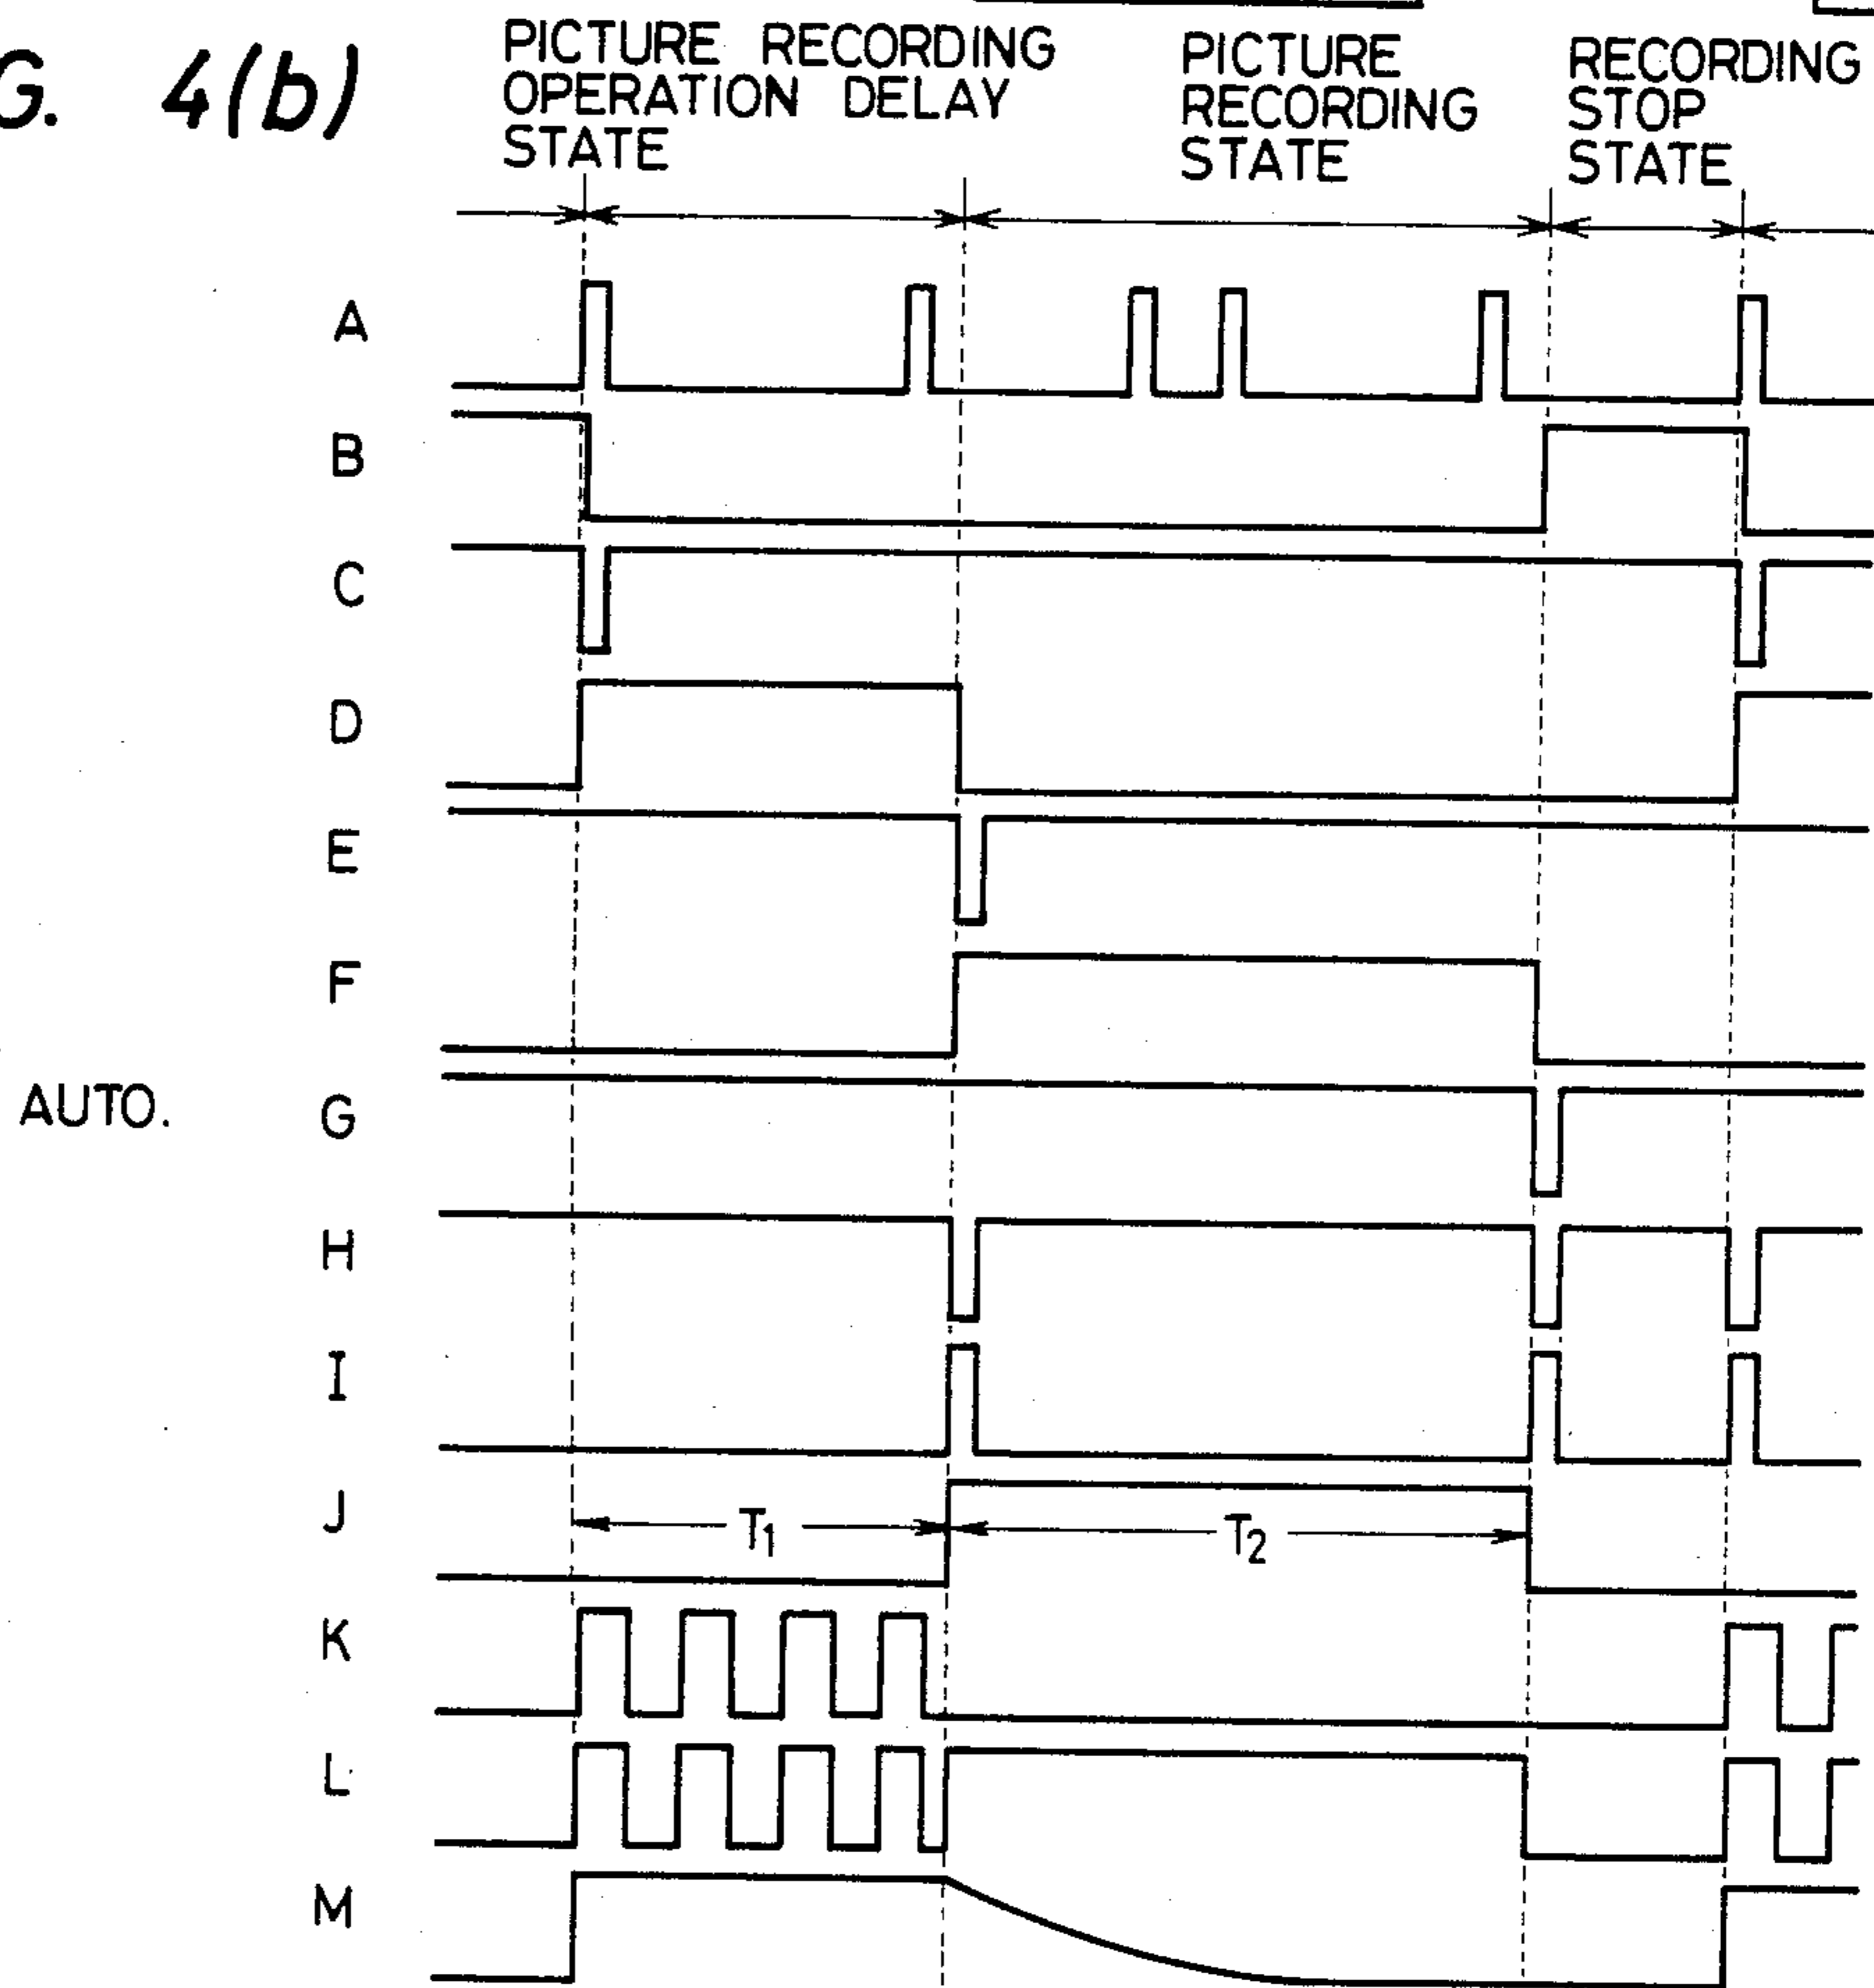 G. 4(b)
PICTURE RECORDING
OPERATION DELAY
STATE
PICTURE
RECORDING
STATE
RECORDING
STOP
STATE
A
B
C
D
E
F
AUTO.
G
H
I
J
T1
T2
K
L
M